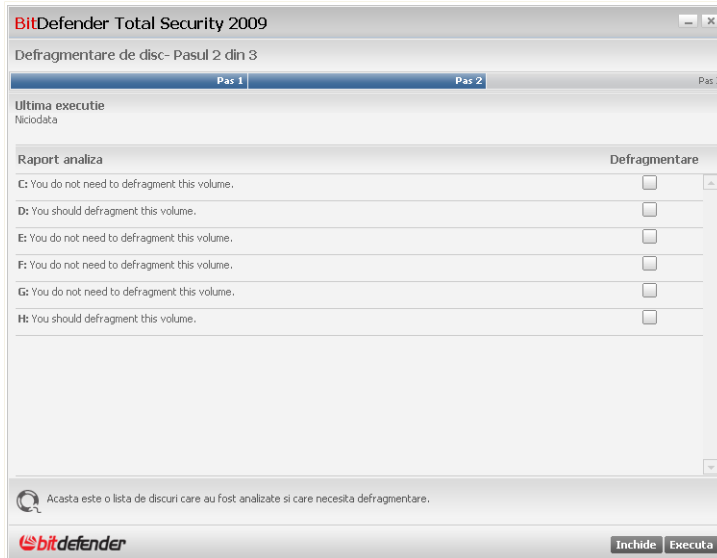 BitDefender Total Security 2009
Defragmentare de disc- Pasul 2 din 3
Pas 1 Pas 2 Pas
Ultima executie
Niciodata
Raport analiza Defragmentare
C: You do not need to defragment this volume.
D: You should defragment this volume.
E: You do not need to defragment this volume.
F: You do not need to defragment this volume.
G: You do not need to defragment this volume.
H: You should defragment this volume.
Acasta este o lista de discuri care au fost analizate si care necesita defragmentare.
bitdefender Inchide Executa